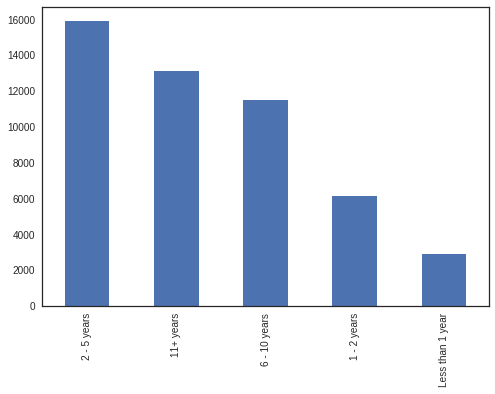 16000
14000
12000
10000
8000
6000
4000
2000
0
2 - 5 years
11+ years
6 - 10 years
1 - 2 years
Less than 1 year